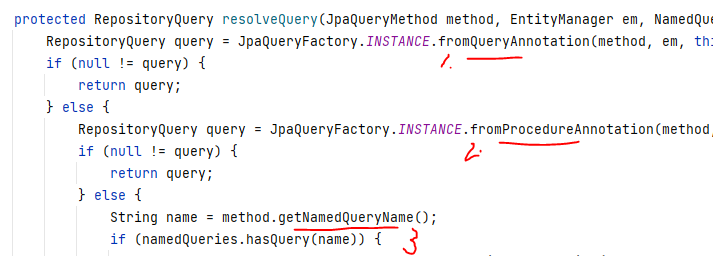 protected RepositoryQuery resolveQuery(JpaQueryMethod method, EntityManager em, NamedQue
RepositoryQuery query = JpaQueryFactory.INSTANCE.fromQueryAnnotation(method, em, thi
1.
if (null != query) {
return query;
} else {
RepositoryQuery query = JpaQueryFactory.INSTANCE.fromProcedureAnnotation(method,
2.
if (null != query) {
return query;
} else {
String name = method.getNamedQueryName();
if (namedQueries.hasQuery(name)) {
3